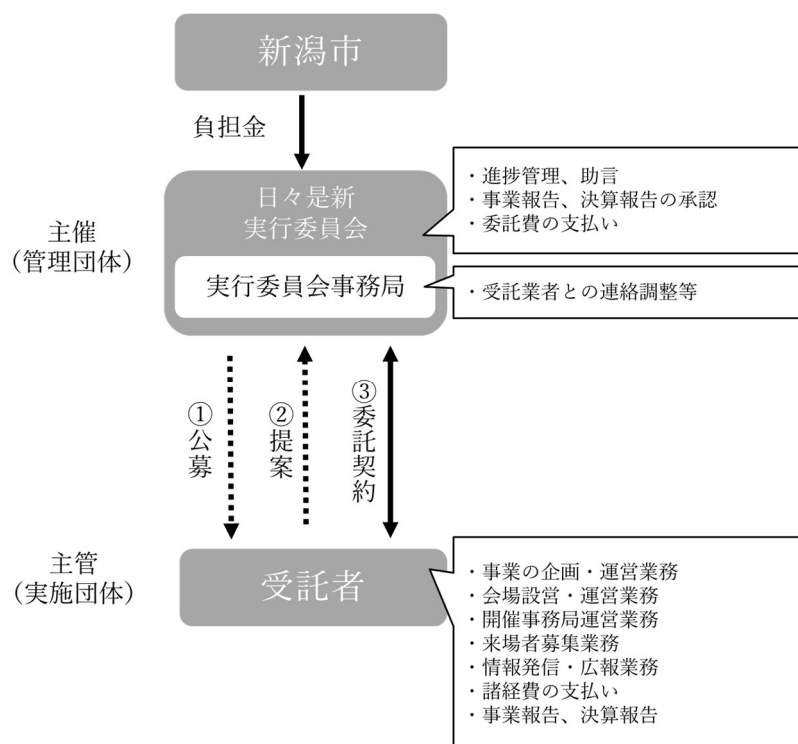 新潟市
負担金
日々是新
実行委員会
実行委員会事務局
主催
（管理団体）
・進捗管理、助言
・事業報告、決算報告の承認
・委託費の支払い
・受託業者との連絡調整等
①公募
②提案
③委託契約
主管
（実施団体）
受託者
・事業の企画・運営業務
・会場設営・運営業務
・開催事務局運営業務
・来場者募集業務
・情報発信・広報業務
・諸経費の支払い
・事業報告、決算報告